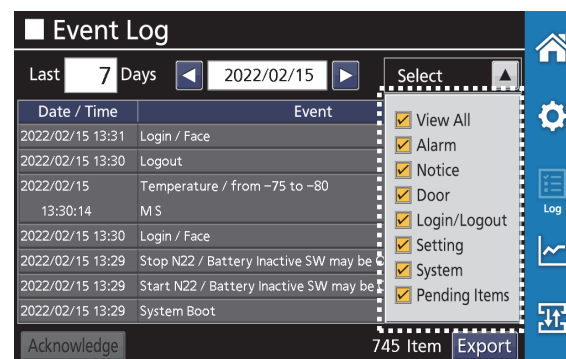 Event Log
Last 7 Days 2022/02/15 Select
Date / Time Event
2022/02/15 13:31 Login / Face
2022/02/15 13:30 Logout
2022/02/15 Temperature / from −75 to −80
13:30:14 M S
2022/02/15 13:30 Login / Face
2022/02/15 13:29 Stop N22 / Battery Inactive SW may be
2022/02/15 13:29 Start N22 / Battery Inactive SW may be
2022/02/15 13:29 System Boot
View All
Alarm
Notice
Door
Login/Logout
Setting
System
Pending Items
Log
Acknowledge 745 Item Export